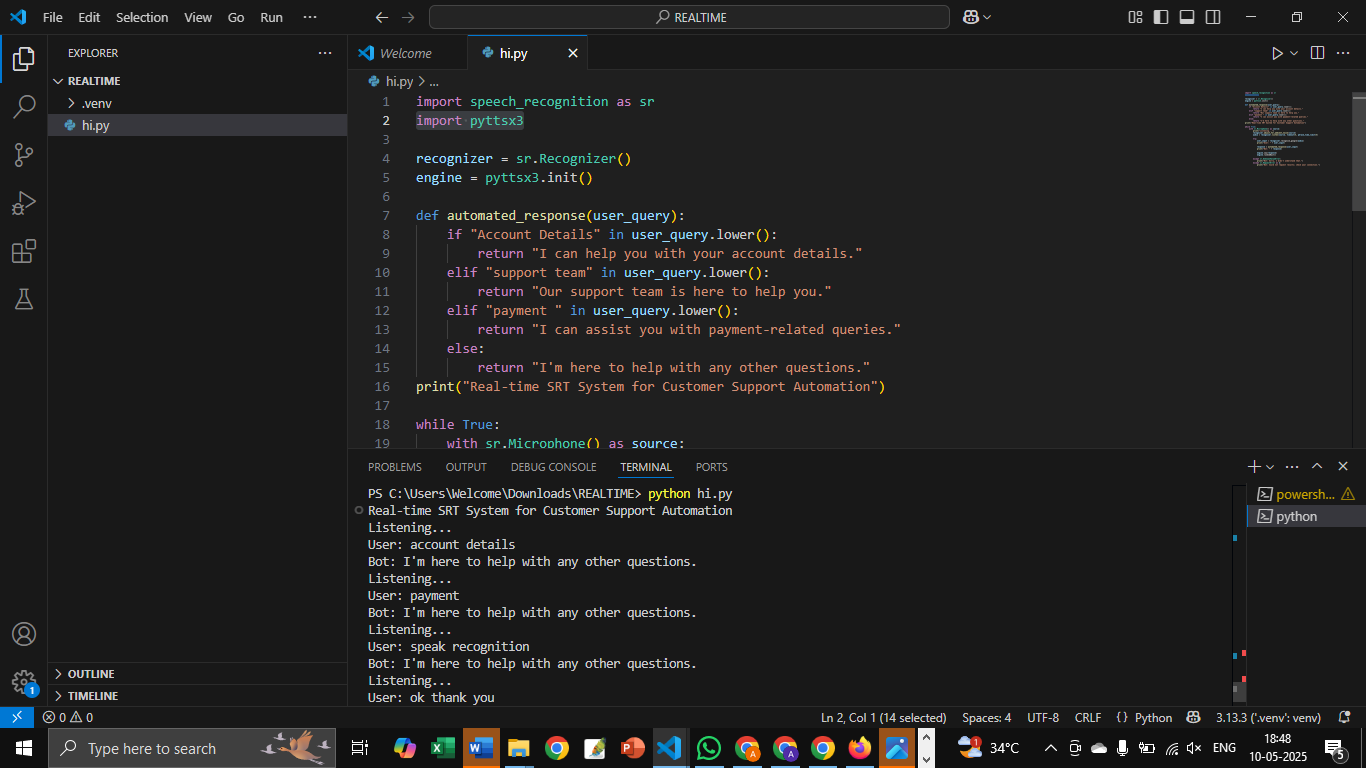 File Edit Selection View Go Run ···
REALTIME
EXPLORER
REALTIME
.venv
hi.py
OUTLINE
TIMELINE
Welcome
hi.py
hi.py > ...
1 import speech_recognition as sr
2 import pyttsx3
3
4 recognizer = sr.Recognizer()
5 engine = pyttsx3.init()
6
7 def automated_response(user_query):
8 if "Account Details" in user_query.lower():
9 return "I can help you with your account details."
10 elif "support team" in user_query.lower():
11 return "Our support team is here to help you."
12 elif "payment " in user_query.lower():
13 return "I can assist you with payment-related queries."
14 else:
15 return "I'm here to help with any other questions."
16 print("Real-time SRT System for Customer Support Automation")
17
18 while True:
19 with sr.Microphone() as source:
PROBLEMS OUTPUT DEBUG CONSOLE TERMINAL PORTS
PS C:\Users\Welcome\Downloads\REALTIME> python hi.py
Real-time SRT System for Customer Support Automation
Listening...
User: account details
Bot: I'm here to help with any other questions.
Listening...
User: payment
Bot: I'm here to help with any other questions.
Listening...
User: speak recognition
Bot: I'm here to help with any other questions.
Listening...
User: ok thank you
powersh...
python
1
0 0 Ln 2, Col 1 (14 selected) Spaces: 4 UTF-8 CRLF {} Python 3.13.3 ('.venv': venv)
Type here to search
1 34°C ENG
18:48
10-05-2025
5